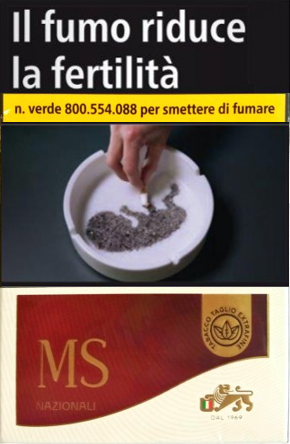 Il fumo riduce
la fertilità
n. verde 800.554.088 per smettere di fumare
TABACCO TAGLIO EXTRAFINE
MS
NAZIONALI
DAL 1969